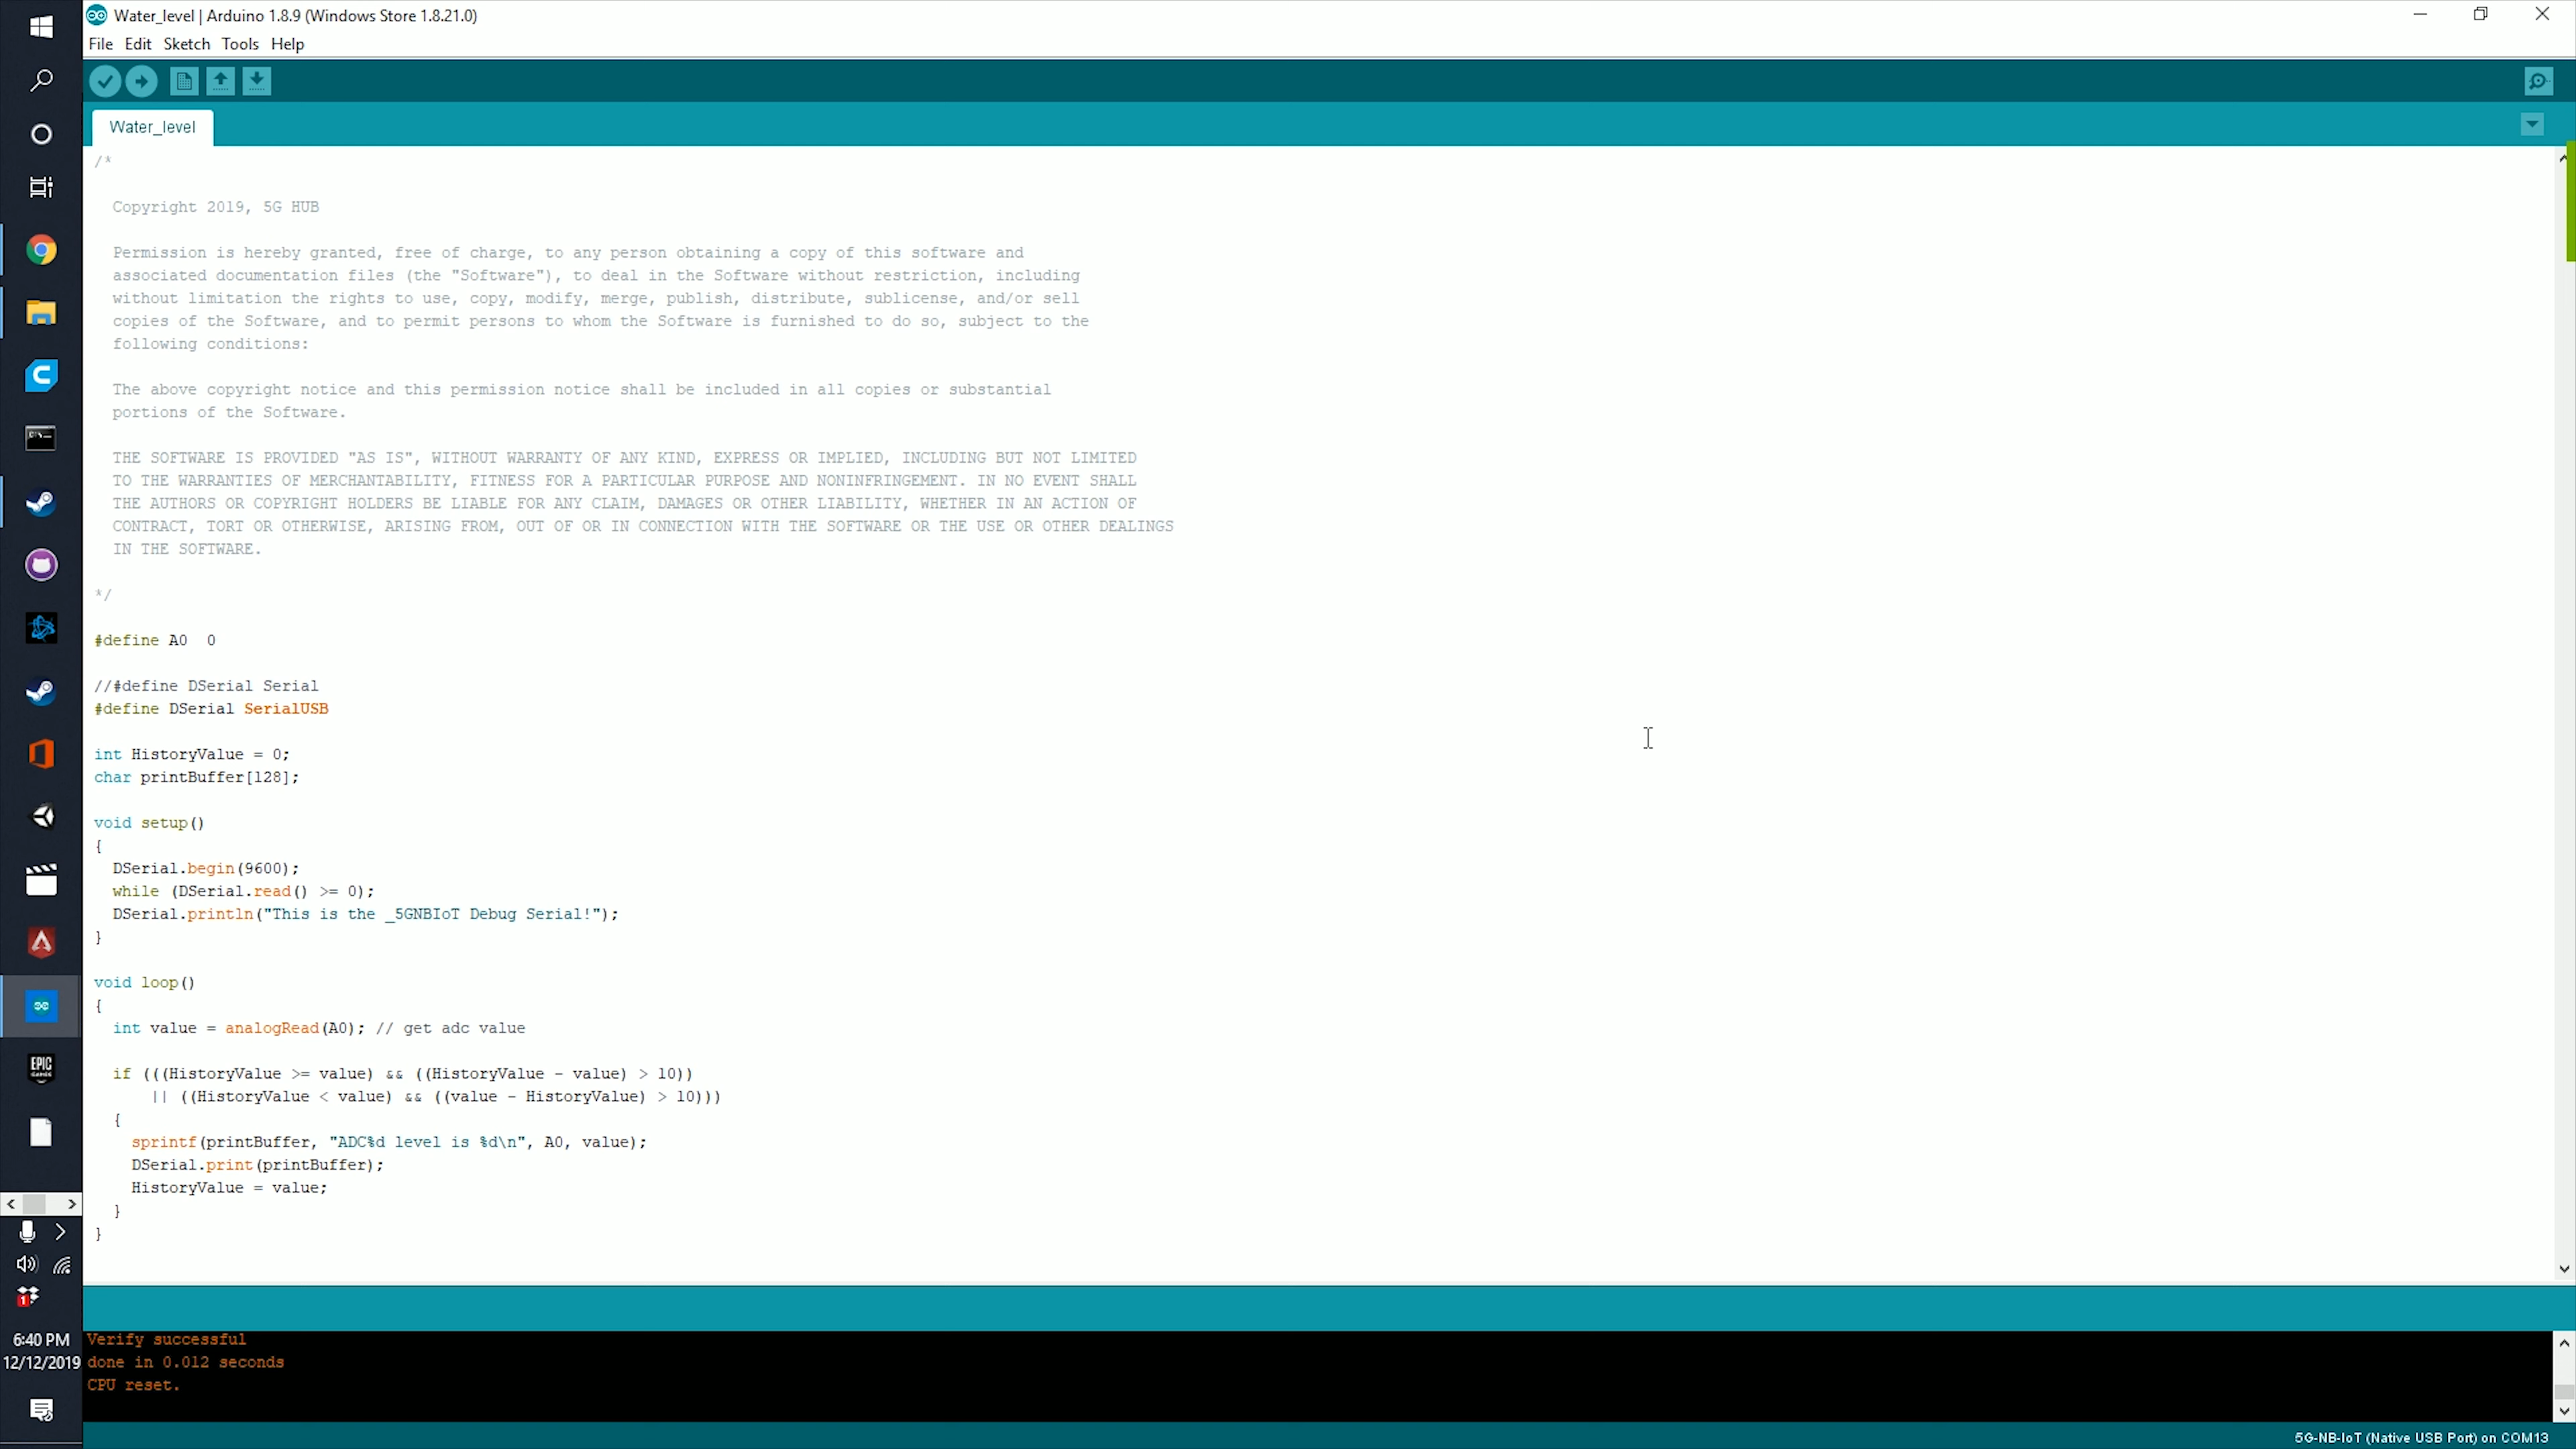 Water_level | Arduino 1.8.9 (Windows Store 1.8.21.0)
File Edit Sketch Tools Help
Water_level
/*
Copyright 2019, 5G HUB
Permission is hereby granted, free of charge, to any person obtaining a copy of this software and
associated documentation files (the "Software"), to deal in the Software without restriction, including
without limitation the rights to use, copy, modify, merge, publish, distribute, sublicense, and/or sell
copies of the Software, and to permit persons to whom the Software is furnished to do so, subject to the
following conditions:
The above copyright notice and this permission notice shall be included in all copies or substantial
portions of the Software.
THE SOFTWARE IS PROVIDED "AS IS", WITHOUT WARRANTY OF ANY KIND, EXPRESS OR IMPLIED, INCLUDING BUT NOT LIMITED
TO THE WARRANTIES OF MERCHANTABILITY, FITNESS FOR A PARTICULAR PURPOSE AND NONINFRINGEMENT. IN NO EVENT SHALL
THE AUTHORS OR COPYRIGHT HOLDERS BE LIABLE FOR ANY CLAIM, DAMAGES OR OTHER LIABILITY, WHETHER IN AN ACTION OF
CONTRACT, TORT OR OTHERWISE, ARISING FROM, OUT OF OR IN CONNECTION WITH THE SOFTWARE OR THE USE OR OTHER DEALINGS
IN THE SOFTWARE.
*/
#define A0  0
//#define DSerial Serial
#define DSerial SerialUSB
int HistoryValue = 0;
char printBuffer[128];
void setup()
{
DSerial.begin(9600);
while (DSerial.read() >= 0);
DSerial.println("This is the _5GNBIoT Debug Serial!");
}
void loop()
{
int value = analogRead(A0); // get adc value
if (((HistoryValue >= value) && ((HistoryValue - value) > 10))
|| ((HistoryValue < value) && ((value - HistoryValue) > 10)))
{
sprintf(printBuffer, "ADC%d level is %d\n", A0, value);
DSerial.print(printBuffer);
HistoryValue = value;
}
}
EPIC
GAMES
1
6:40 PM
12/12/2019
Verify successful
done in 0.012 seconds
CPU reset.
5G-NB-IoT (Native USB Port) on COM13